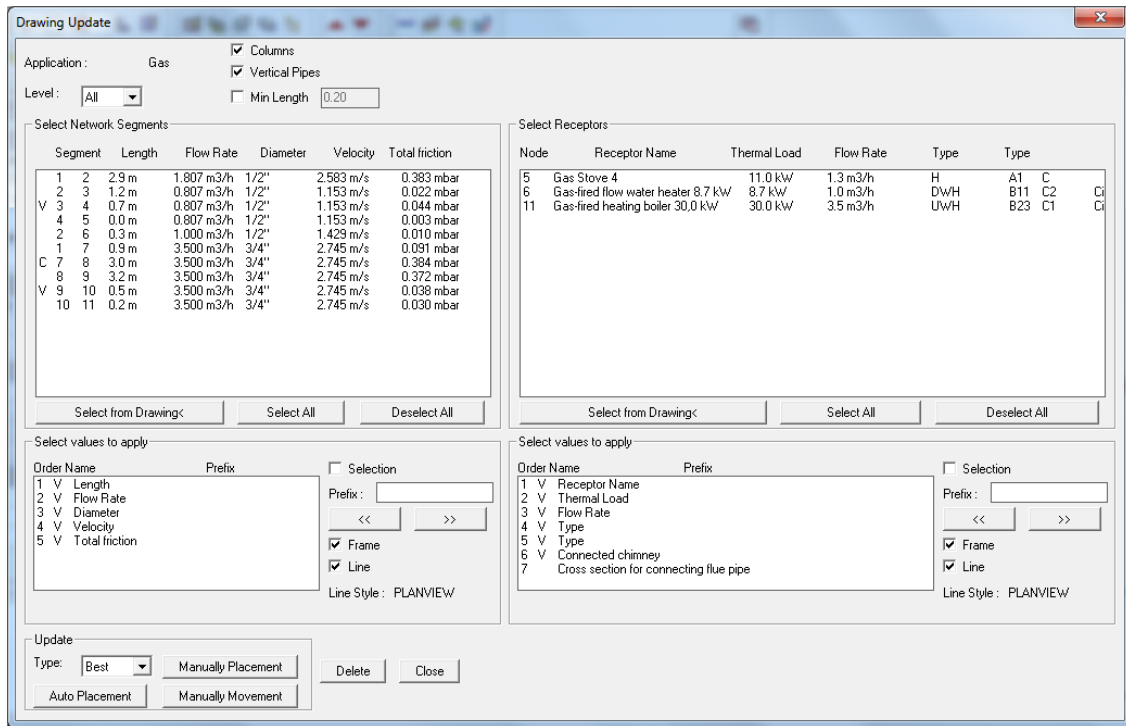 Drawing Update
Application : Gas
Columns
Vertical Pipes
Level : All
Min Length 0.20
Select Network Segments
Segment Length Flow Rate Diameter Velocity Total friction
1 2 2.9 m 1.807 m3/h 1/2'' 2.583 m/s 0.383 mbar
2 3 1.2 m 0.807 m3/h 1/2'' 1.153 m/s 0.022 mbar
V 3 4 0.7 m 0.807 m3/h 1/2'' 1.153 m/s 0.044 mbar
4 5 0.0 m 0.807 m3/h 1/2'' 1.153 m/s 0.003 mbar
2 6 0.3 m 1.000 m3/h 1/2'' 1.429 m/s 0.010 mbar
1 7 0.9 m 3.500 m3/h 3/4'' 2.745 m/s 0.091 mbar
C 7 8 3.0 m 3.500 m3/h 3/4'' 2.745 m/s 0.384 mbar
8 9 3.2 m 3.500 m3/h 3/4'' 2.745 m/s 0.372 mbar
V 9 10 0.5 m 3.500 m3/h 3/4'' 2.745 m/s 0.038 mbar
10 11 0.2 m 3.500 m3/h 3/4'' 2.745 m/s 0.030 mbar
Select from Drawing< Select All Deselect All
Select Receptors
Node Receptor Name Thermal Load Flow Rate Type Type
5 Gas Stove 4 11.0 kW 1.3 m3/h H A1 C
6 Gas-fired flow water heater 8.7 kW 8.7 kW 1.0 m3/h DWH B11 C2 Ci
11 Gas-fired heating boiler 30,0 kW 30.0 kW 3.5 m3/h UWH B23 C1 Ci
Select from Drawing< Select All Deselect All
Select values to apply
Order Name Prefix
1 V Length
2 V Flow Rate
3 V Diameter
4 V Velocity
5 V Total friction
Selection
Prefix :
<< >>
Frame
Line
Line Style : PLANVIEW
Select values to apply
Order Name Prefix
1 V Receptor Name
2 V Thermal Load
3 V Flow Rate
4 V Type
5 V Type
6 V Connected chimney
7 Cross section for connecting flue pipe
Selection
Prefix :
<< >>
Frame
Line
Line Style : PLANVIEW
Update
Type: Best Manually Placement
Auto Placement Manually Movement
Delete Close